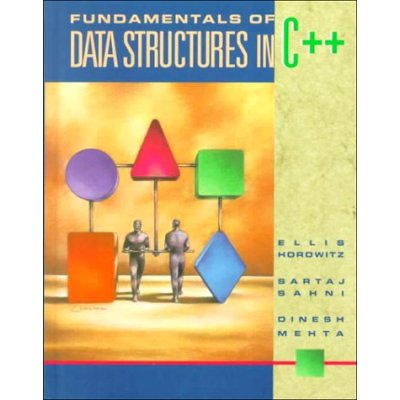 FUNDAMENTALS OF
DATA STRUCTURES IN C++
ELLIS
HOROWITZ
SARTAJ
SAHNI
DINESH
MEHTA